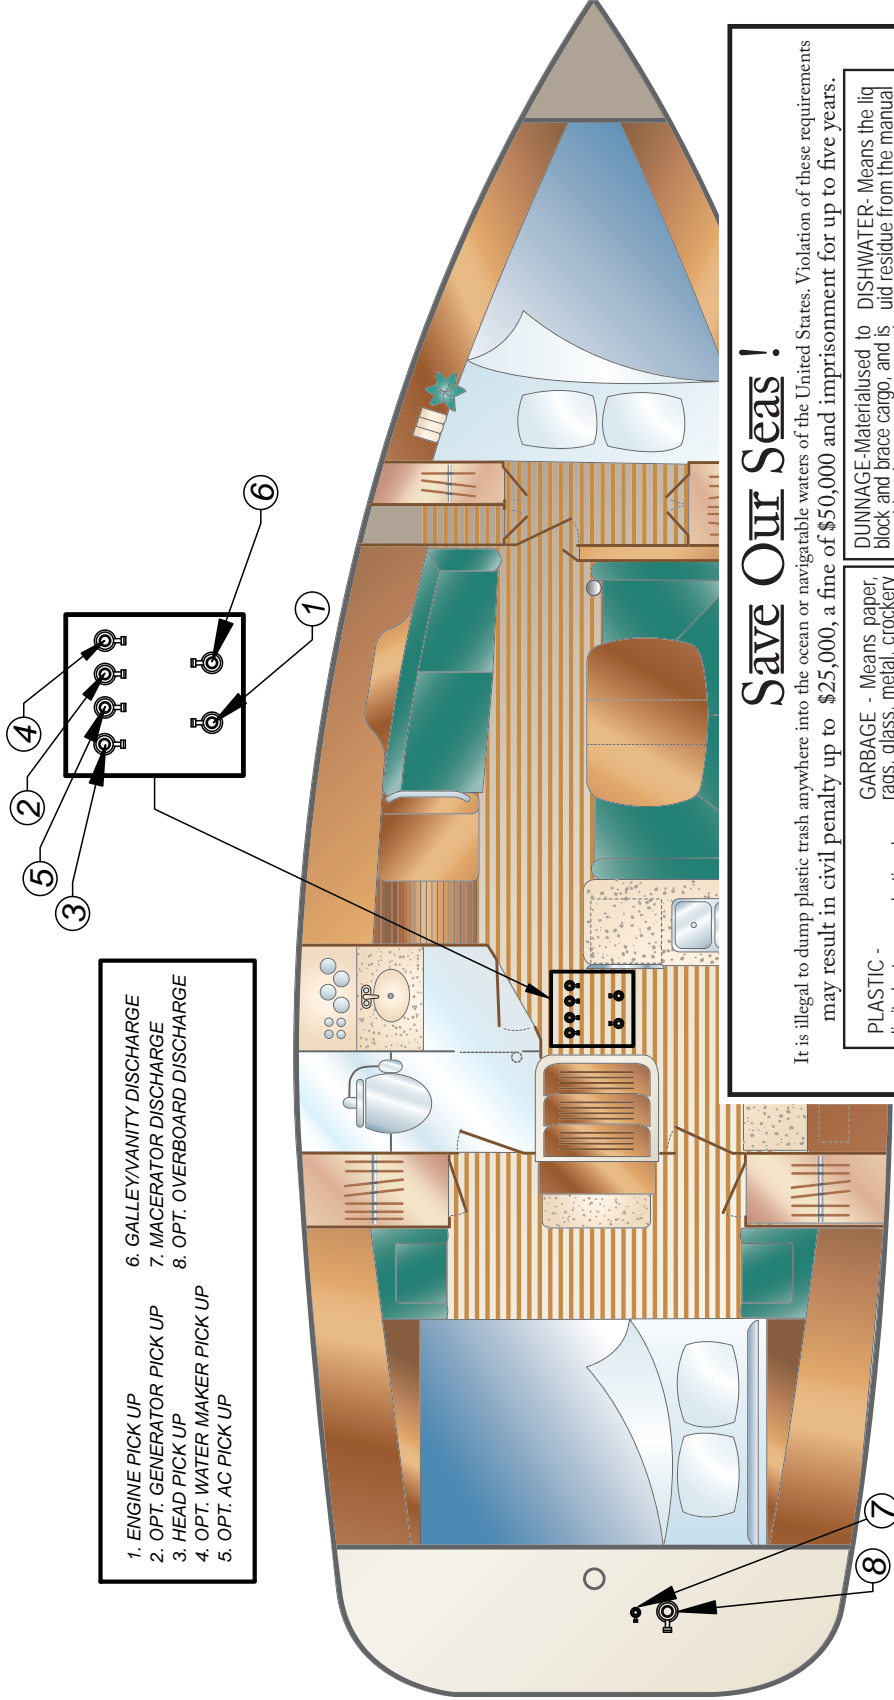 1. ENGINE PICK UP
2. OPT. GENERATOR PICK UP
3. HEAD PICK UP
4. OPT. WATER MAKER PICK UP
5. OPT. AC PICK UP
6. GALLEY/VANITY DISCHARGE
7. MACERATOR DISCHARGE
8. OPT. OVERBOARD DISCHARGE
3
5
2
4
1
6
8
7
Save Our Seas !
It is illegal to dump plastic trash anywhere into the ocean or navigatable waters of the United States. Violation of these requirements
may result in civil penalty up to $25,000, a fine of $50,000 and imprisonment for up to five years.
PLASTIC -
GARBAGE - Means paper,
rags, glass, metal, crockery
DUNNAGE-Materialused to
block and brace cargo, and is
DISHWATER- Means the liq
uid residue from the manual